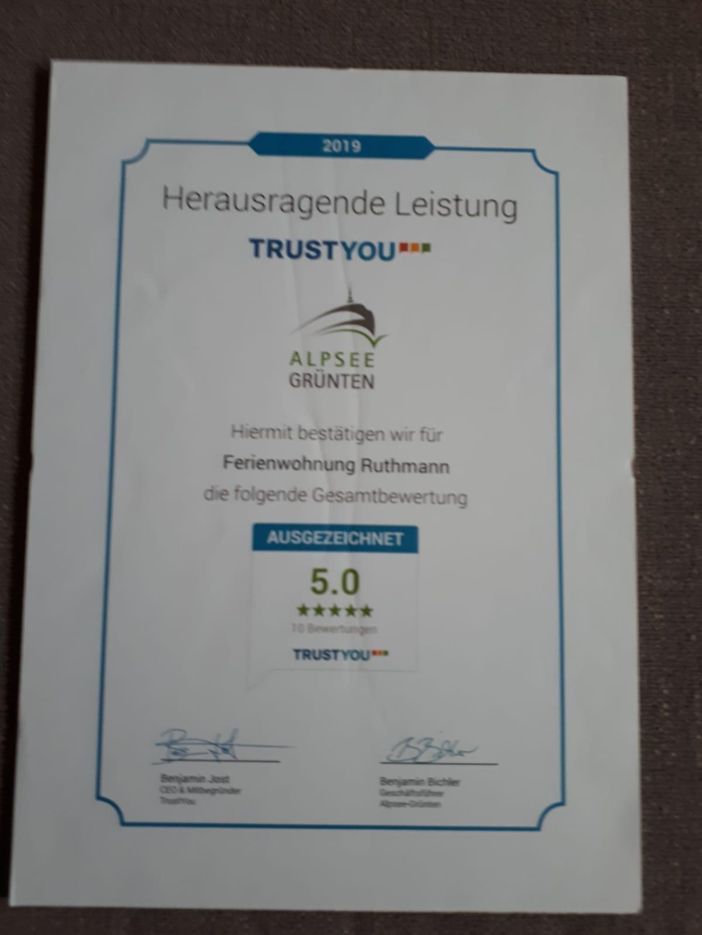 2019
Herausragende Leistung
TRUSTYOU
ALPSEE
GRÜNTEN
Hiermit bestätigen wir für
Ferienwohnung Ruthmann
die folgende Gesamtbewertung
AUSGEZEICHNET
5.0
10 Bewertungen
TRUSTYOU
Benjamin Jost
CEO & Mitbegründer
TrustYou
Benjamin Bichler
Geschäftsführer
Alpsee-Grünten